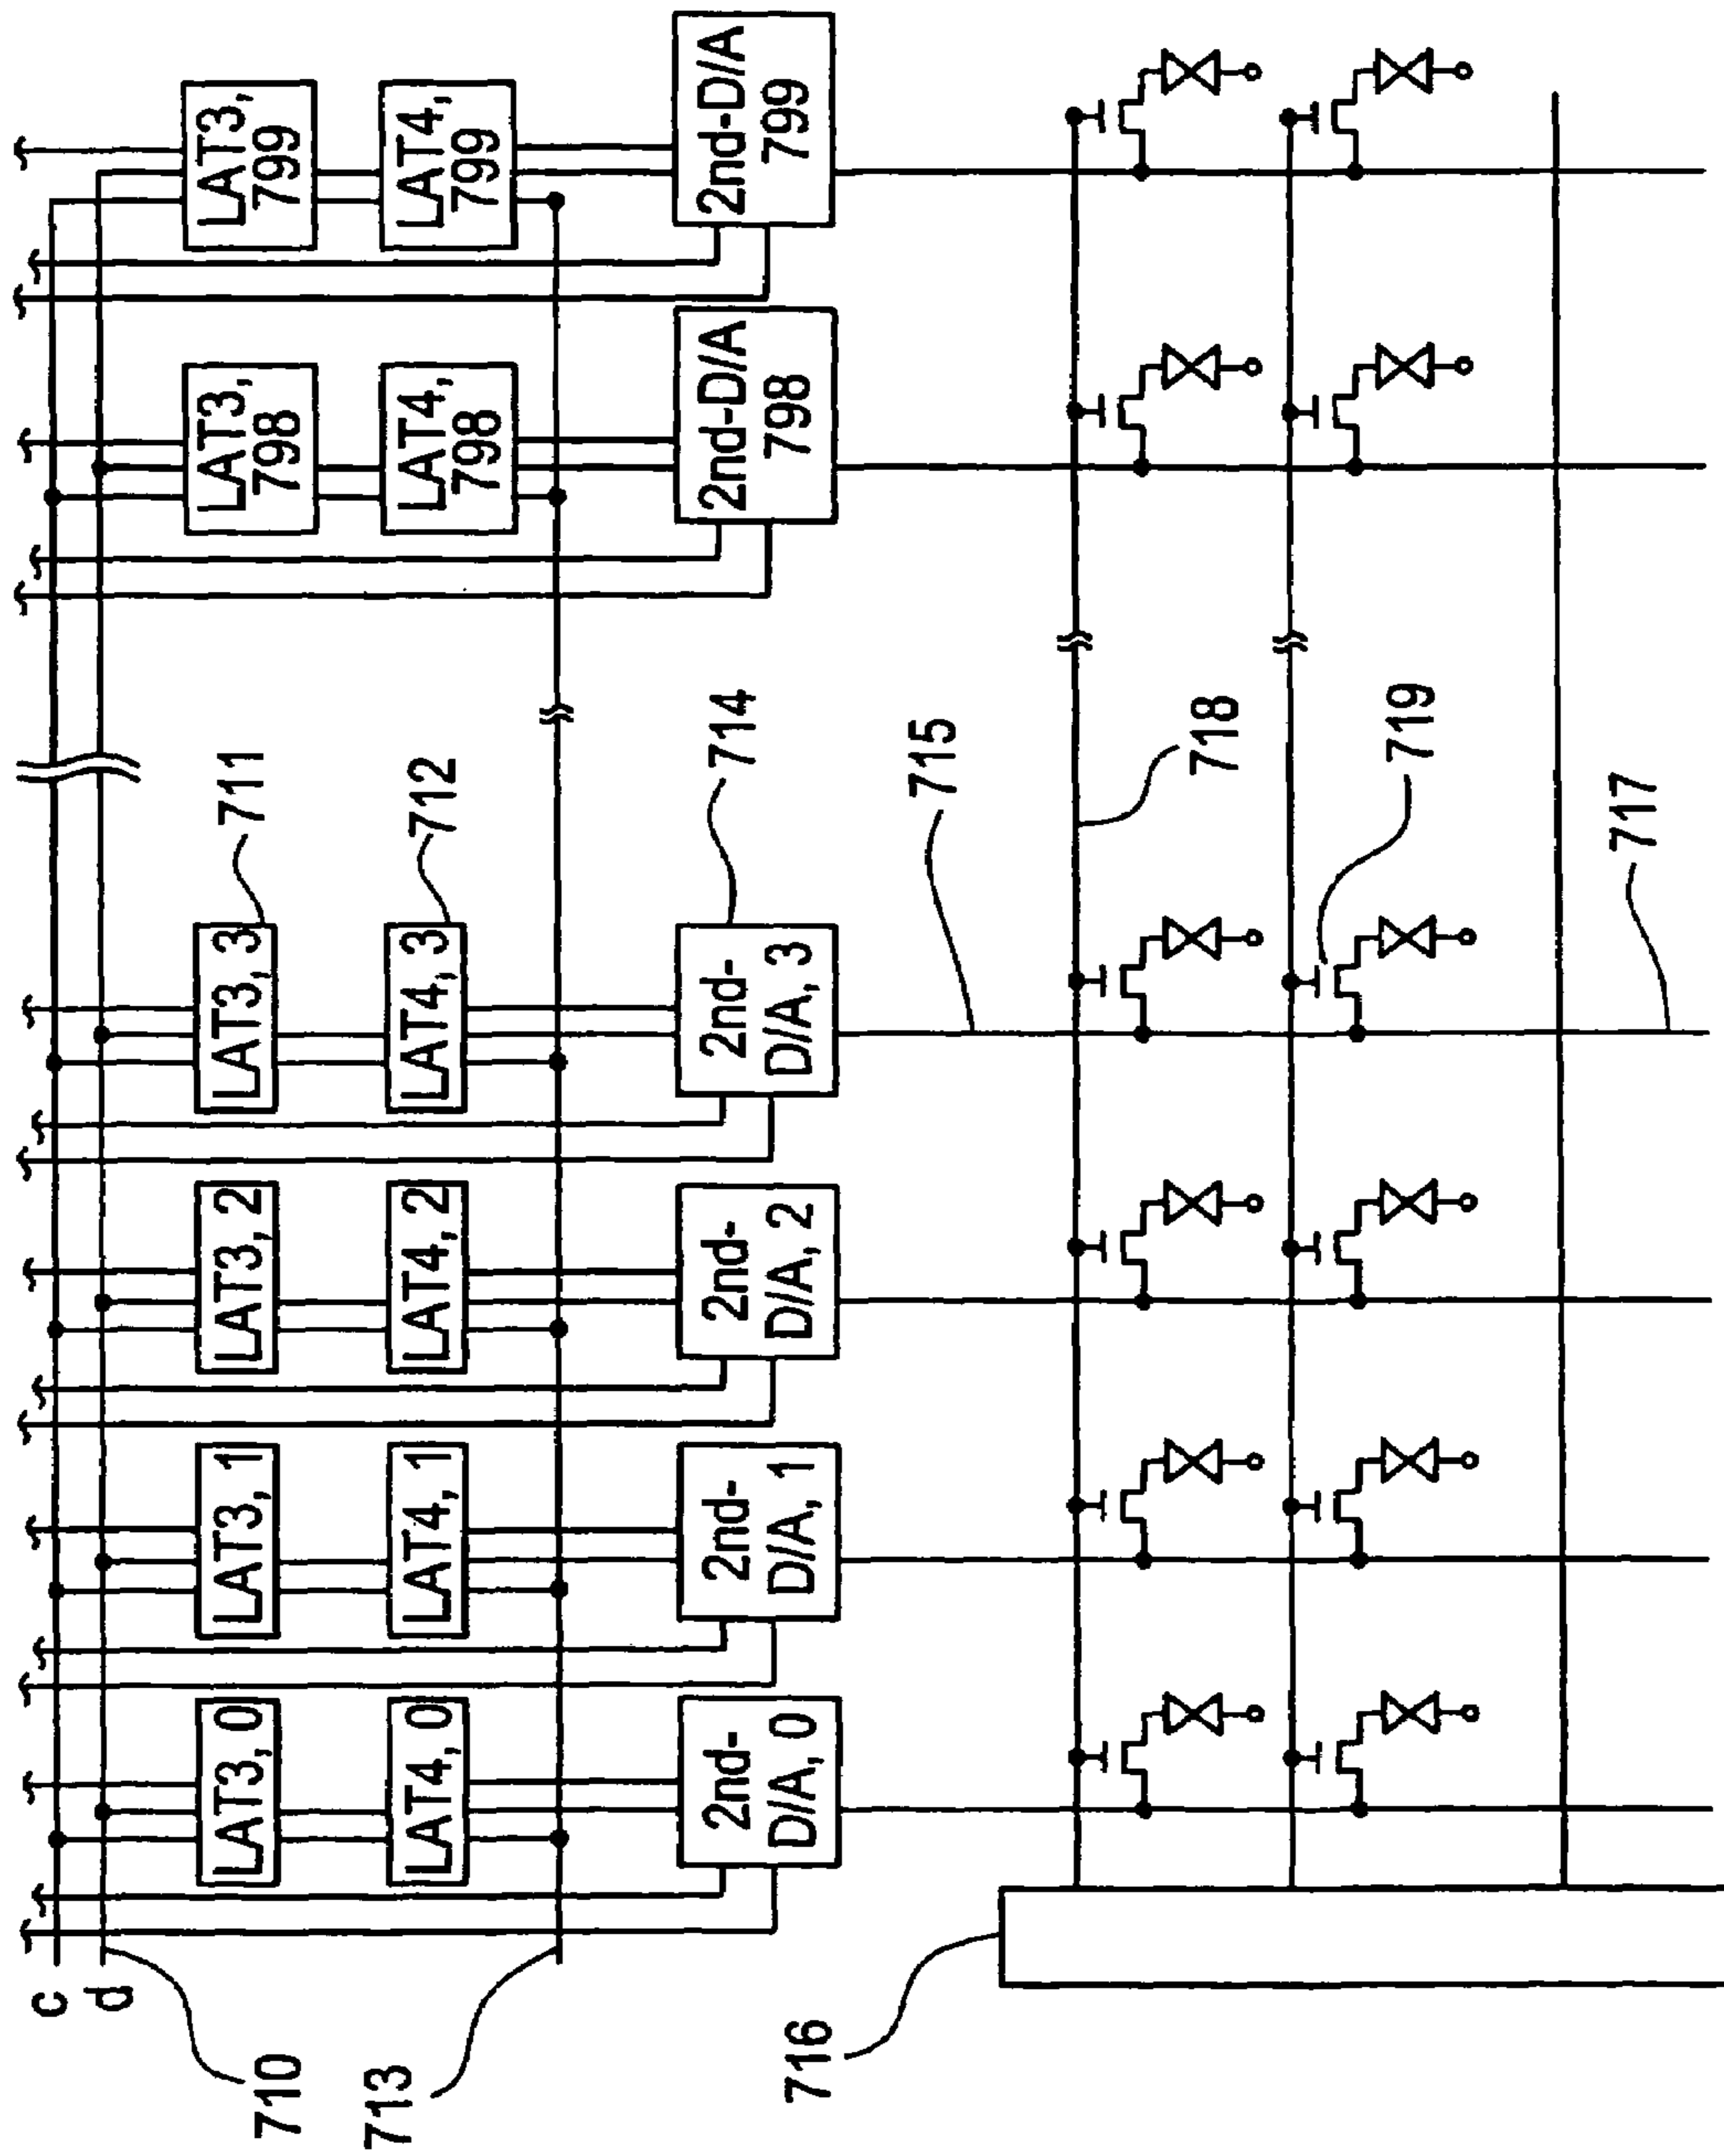 c
d
710
LAT3, 0
LAT3, 1
LAT3, 2
LAT3, 3
711
LAT3,
798
LAT3,
799
LAT4, 0
LAT4, 1
LAT4, 2
LAT4, 3
712
LAT4,
798
LAT4,
799
713
2nd-
D/A, 0
2nd-
D/A, 1
2nd-
D/A, 2
2nd-
D/A, 3
714
2nd-D/A
798
2nd-D/A
799
715
716
718
719
717